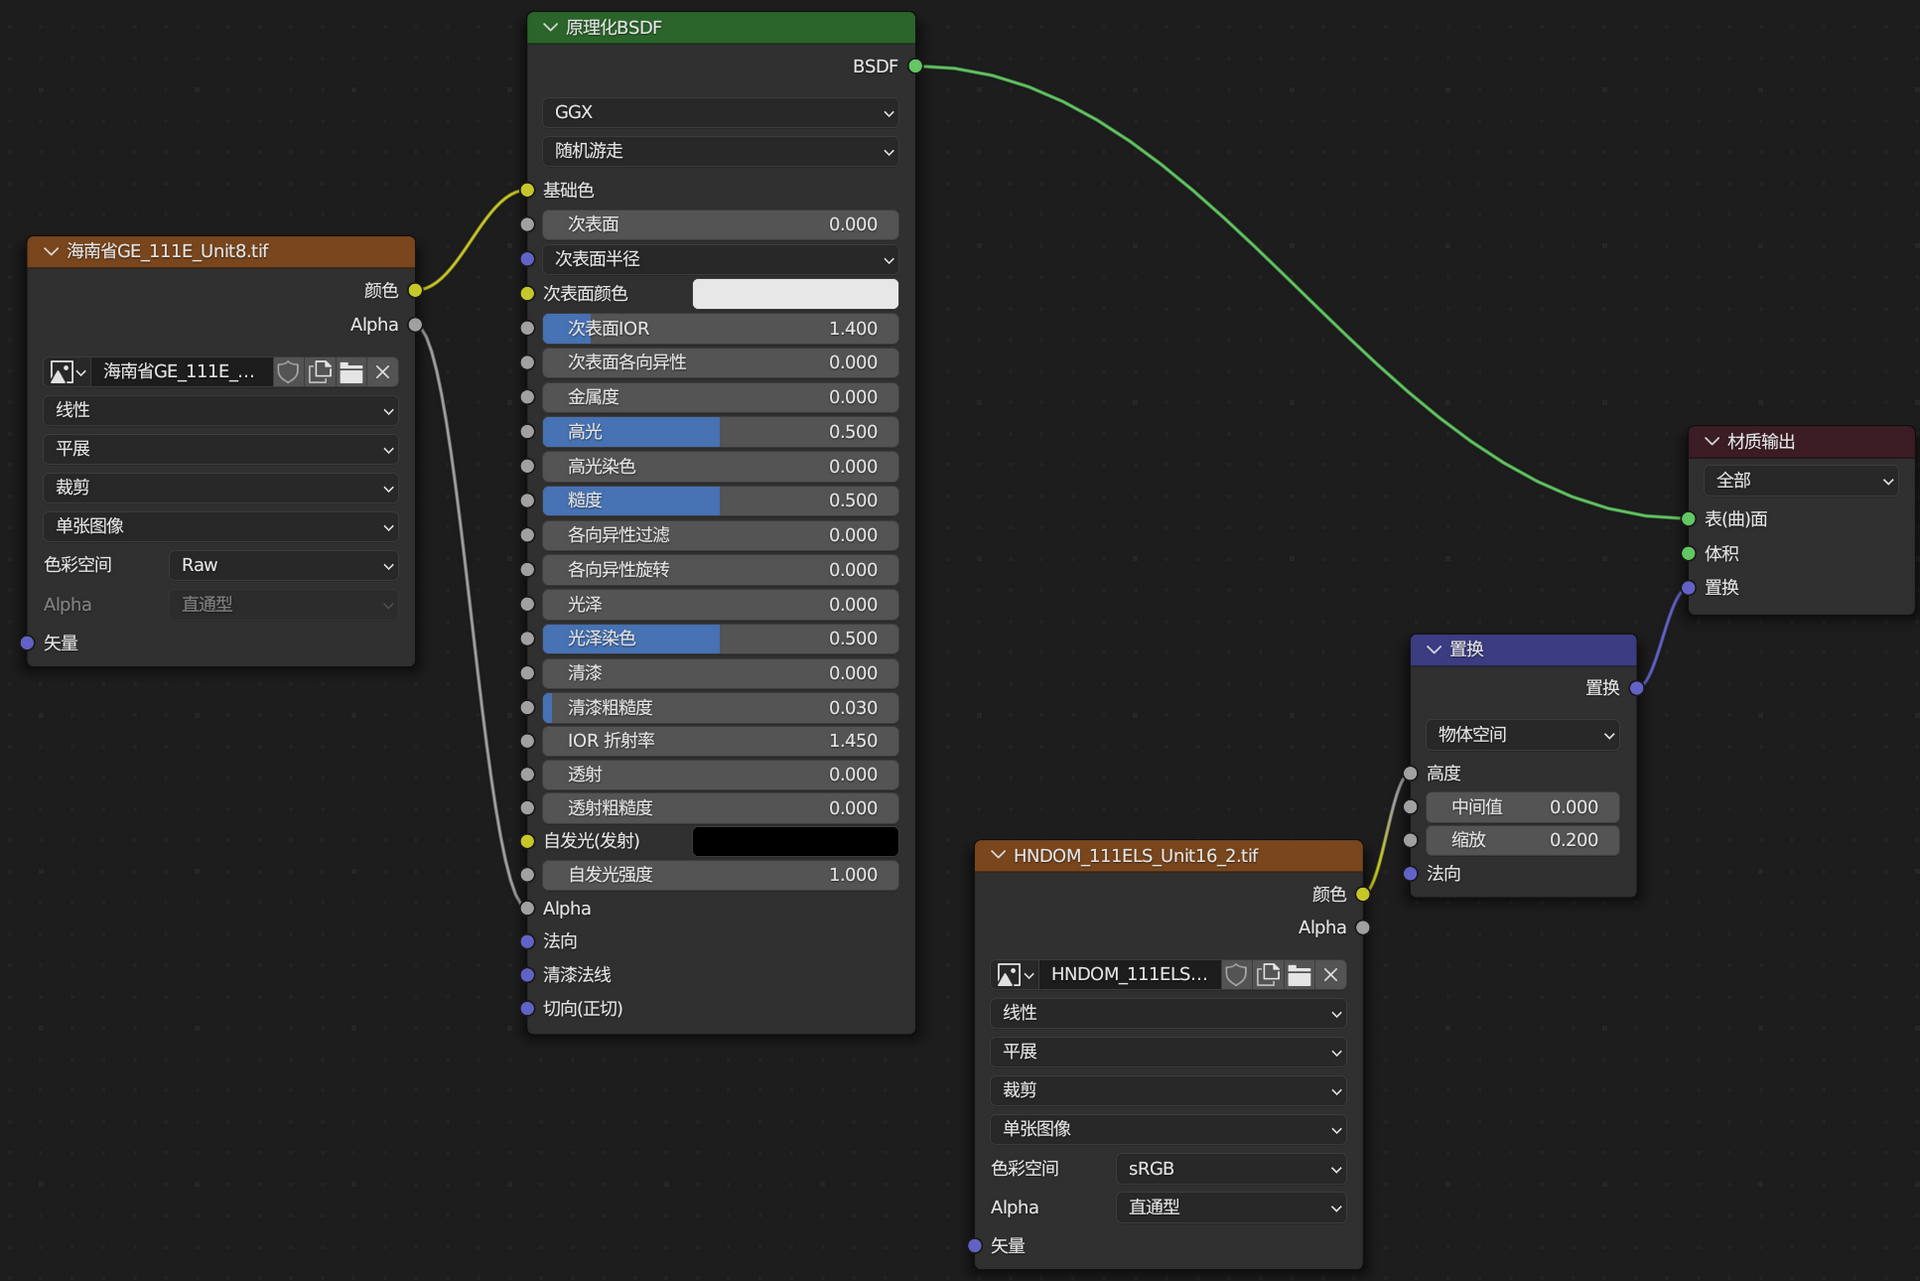 海南省GE_111E_Unit8.tif
颜色
Alpha
海南省GE_111E_...
线性
平展
裁剪
单张图像
色彩空间 Raw
Alpha 直通型
矢量
原理化BSDF
BSDF
GGX
随机游走
基础色
次表面 0.000
次表面半径
次表面颜色
次表面IOR 1.400
次表面各向异性 0.000
金属度 0.000
高光 0.500
高光染色 0.000
糙度 0.500
各向异性过滤 0.000
各向异性旋转 0.000
光泽 0.000
光泽染色 0.500
清漆 0.000
清漆粗糙度 0.030
IOR 折射率 1.450
透射 0.000
透射粗糙度 0.000
自发光(发射)
自发光强度 1.000
Alpha
法向
清漆法线
切向(正切)
HNDOM_111ELS_Unit16_2.tif
颜色
Alpha
HNDOM_111ELS...
线性
平展
裁剪
单张图像
色彩空间 sRGB
Alpha 直通型
矢量
置换
置换
物体空间
高度
中间值 0.000
缩放 0.200
法向
材质输出
全部
表(曲)面
体积
置换